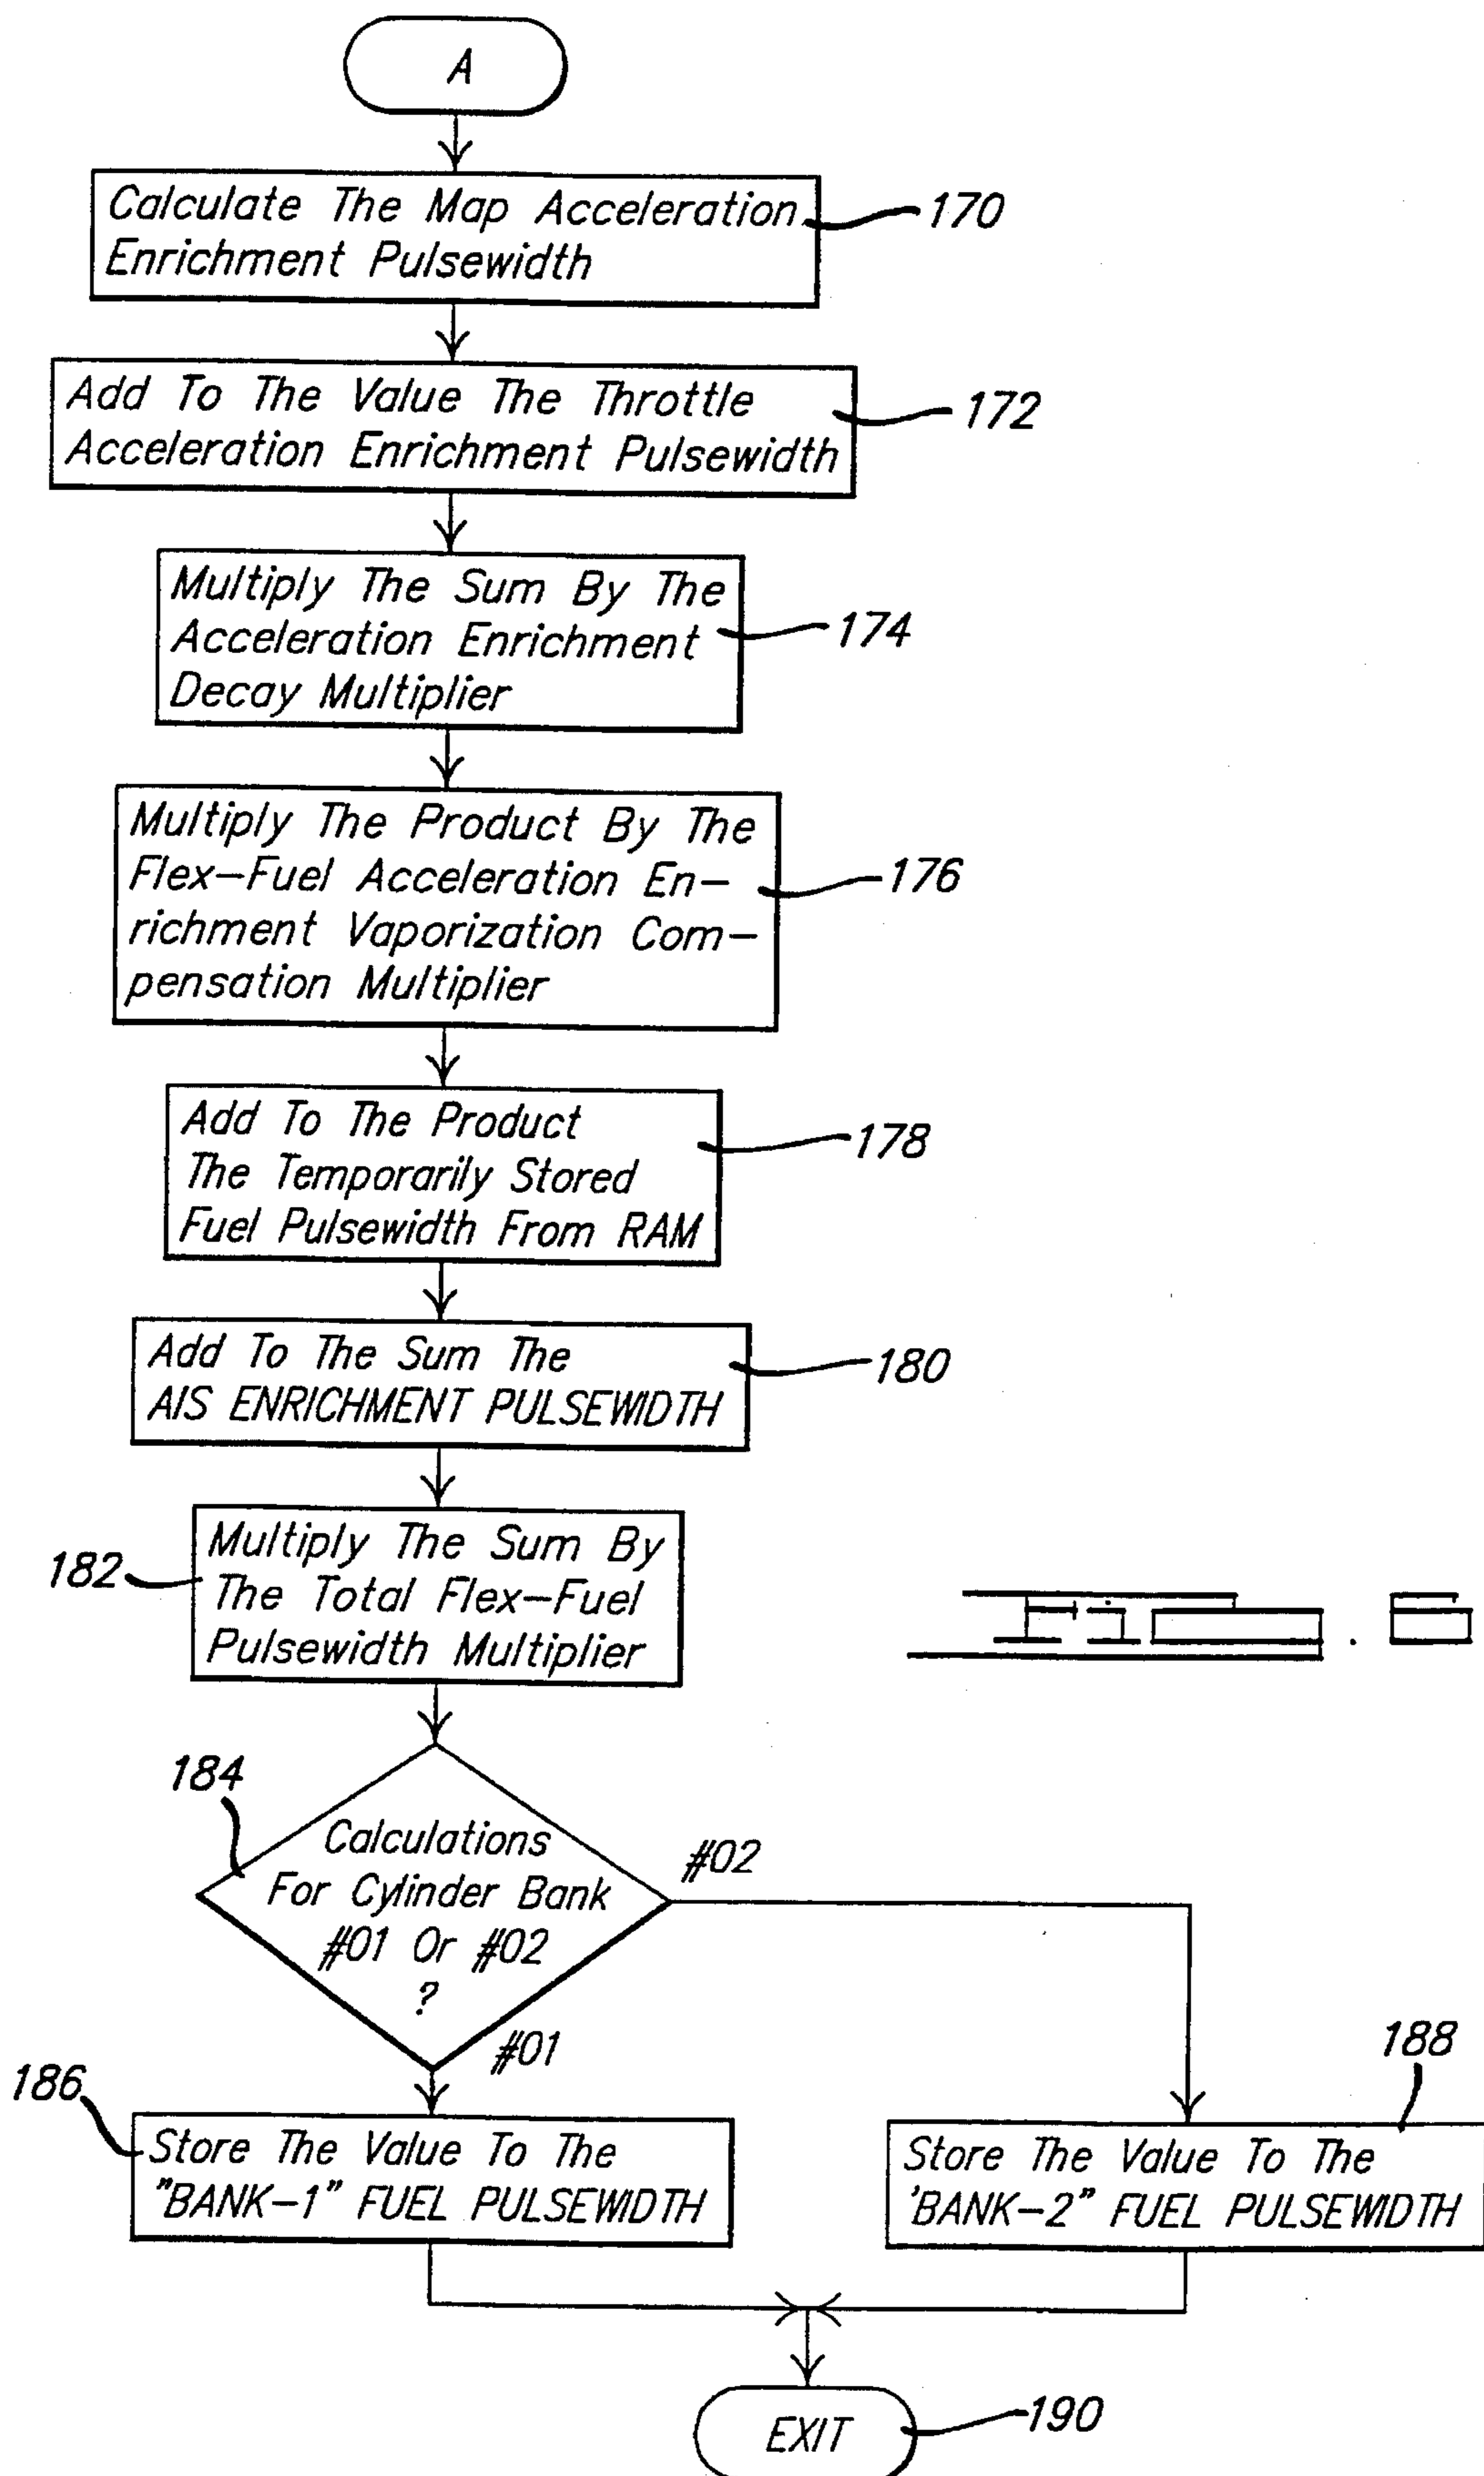 A
Calculate The Map Acceleration
Enrichment Pulsewidth
170
Add To The Value The Throttle
Acceleration Enrichment Pulsewidth
172
Multiply The Sum By The
Acceleration Enrichment
Decay Multiplier
174
Multiply The Product By The
Flex-Fuel Acceleration En-
richment Vaporization Com-
pensation Multiplier
176
Add To The Product
The Temporarily Stored
Fuel Pulsewidth From RAM
178
Add To The Sum The
AIS ENRICHMENT PULSEWIDTH
180
Multiply The Sum By
The Total Flex-Fuel
Pulsewidth Multiplier
182
184
Calculations
For Cylinder Bank
#01 Or #02
?
#02
#01
186
Store The Value To The
"BANK-1" FUEL PULSEWIDTH
188
Store The Value To The
'BANK-2" FUEL PULSEWIDTH
EXIT
190